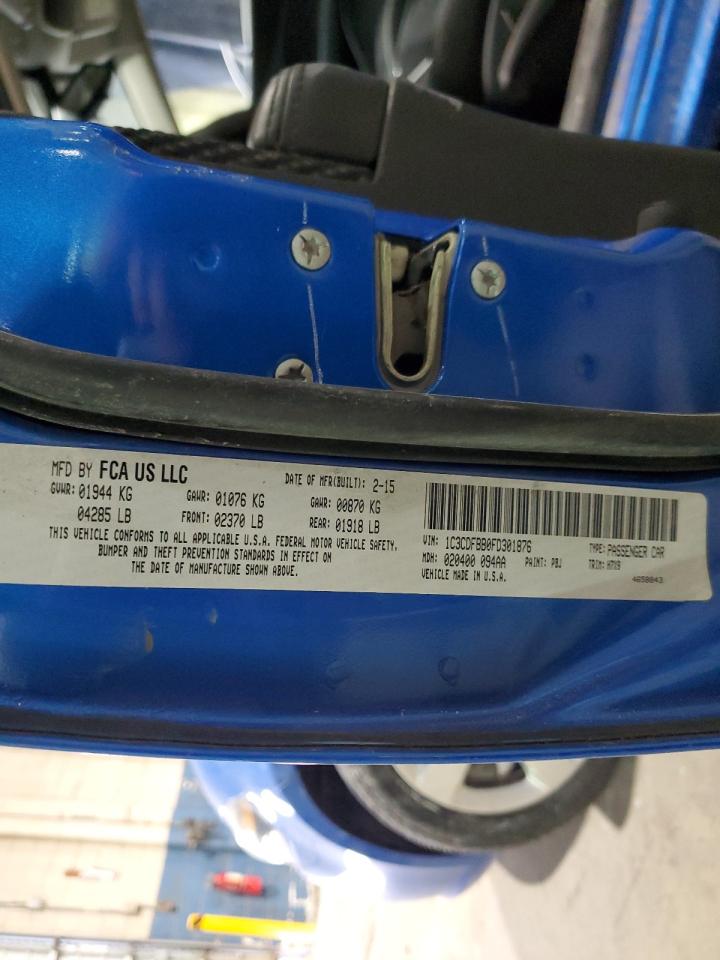 MFD BY FCA US LLC DATE OF MFR(BUILT): 2-15
GVWR: 01944 KG GAWR: 01076 KG GAWR: 00870 KG
04285 LB FRONT: 02370 LB REAR: 01918 LB
THIS VEHICLE CONFORMS TO ALL APPLICABLE U.S.A. FEDERAL MOTOR VEHICLE SAFETY,
BUMPER AND THEFT PREVENTION STANDARDS IN EFFECT ON
THE DATE OF MANUFACTURE SHOWN ABOVE.
VIN: 1C3CDFBB0FD301876 TYPE: PASSENGER CAR
MDH: 020400 094AA PAINT: PBJ TRIM: H7X9
VEHICLE MADE IN U.S.A. 4658843